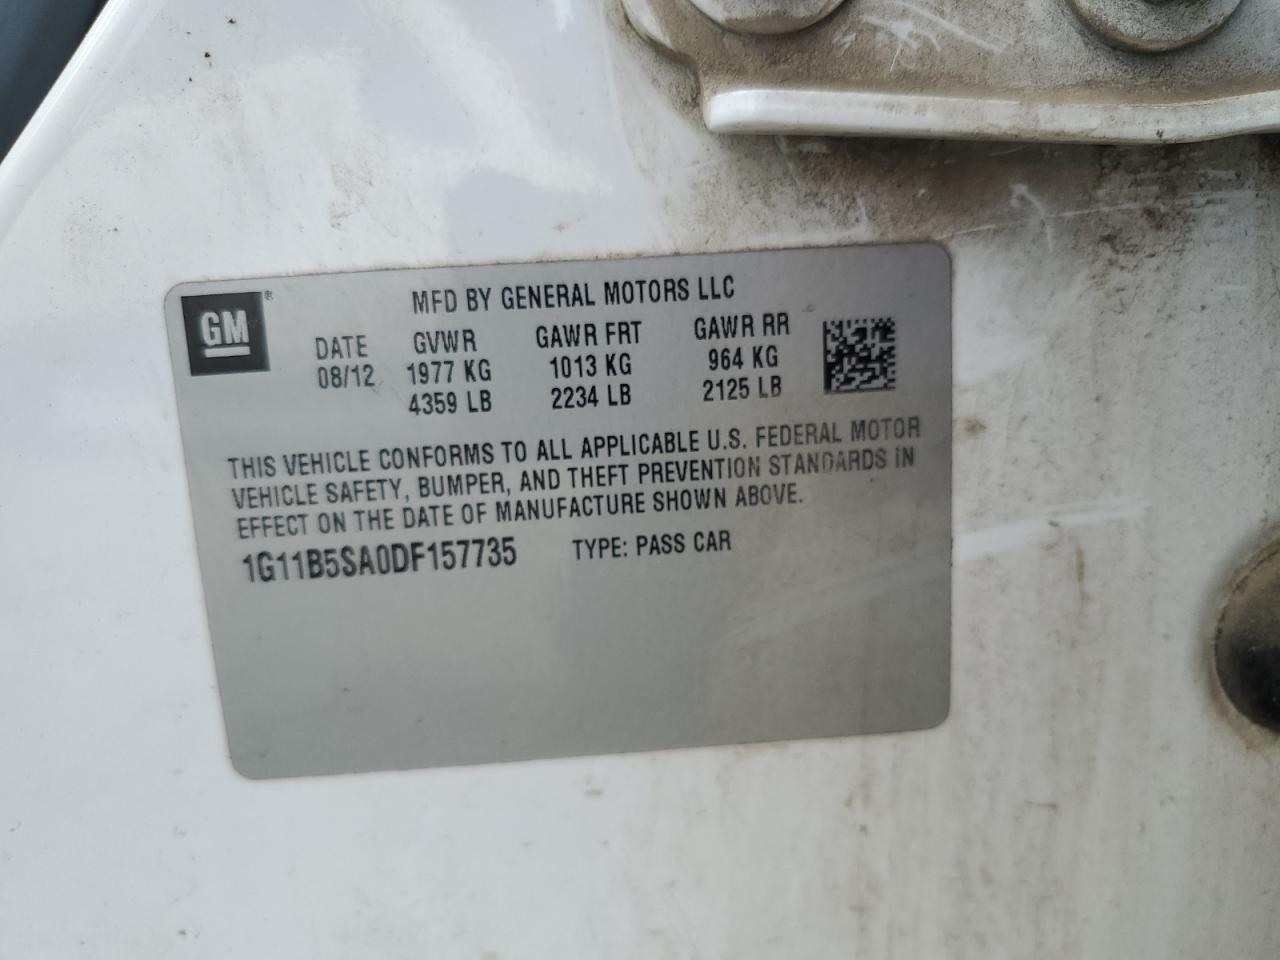 GM®
MFD BY GENERAL MOTORS LLC
DATE GVWR GAWR FRT GAWR RR
08/12 1977 KG 1013 KG 964 KG
4359 LB 2234 LB 2125 LB
THIS VEHICLE CONFORMS TO ALL APPLICABLE U.S. FEDERAL MOTOR
VEHICLE SAFETY, BUMPER, AND THEFT PREVENTION STANDARDS IN
EFFECT ON THE DATE OF MANUFACTURE SHOWN ABOVE.
1G11B5SA0DF157735 TYPE: PASS CAR